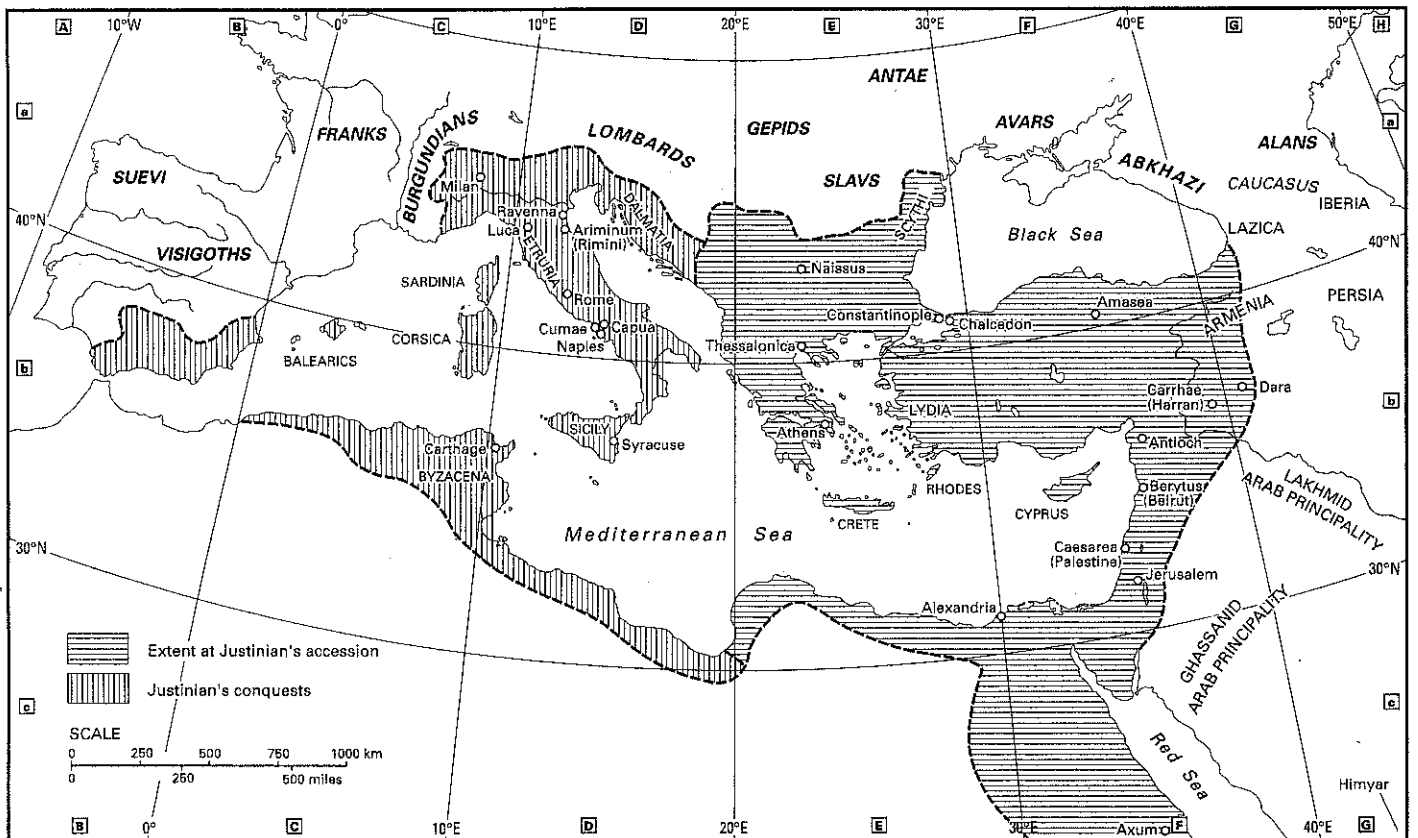 A
10°W
B
0°
C
10°E
D
20°E
E
30°E
F
40°E
G
50°E
H
ANTAE
a
FRANKS
BURGUNDIANS
LOMBARDS
GEPIDS
AVARS
ALANS
a
SUEVI
Milan
SLAVS
ABKHAZI
CAUCASUS
IBERIA
40°N
Ravenna
Luca
Ariminum
(Rimini)
DALMATIA
SCYTHI
Black Sea
LAZICA
40°N
VISIGOTHS
ETRURIA
Naissus
SARDINIA
Rome
Amasea
ARMENIA
PERSIA
Constantinople
Chalcedon
Cumae
Capua
Naples
CORSICA
BALEARICS
Thessalonica
b
Dara
Garrhae
(Harran)
b
LYDIA
SICILY
Athens
Antioch
Carthage
Syracuse
BYZACENA
RHODES
Berytus
(Beirut)
LAKHMID
ARAB PRINCIPALITY
CYPRUS
CRETE
Mediterranean Sea
30°N
Caesarea
(Palestine)
30°N
Jerusalem
Alexandria
GHASSANID
ARAB PRINCIPALITY
Extent at Justinian's accession
Justinian's conquests
c
c
SCALE
0 250 500 750 1000 km
0 250 500 miles
Red Sea
Himyar
Axum
B
0°
C
10°E
D
20°E
E
30°E
F
40°E
G